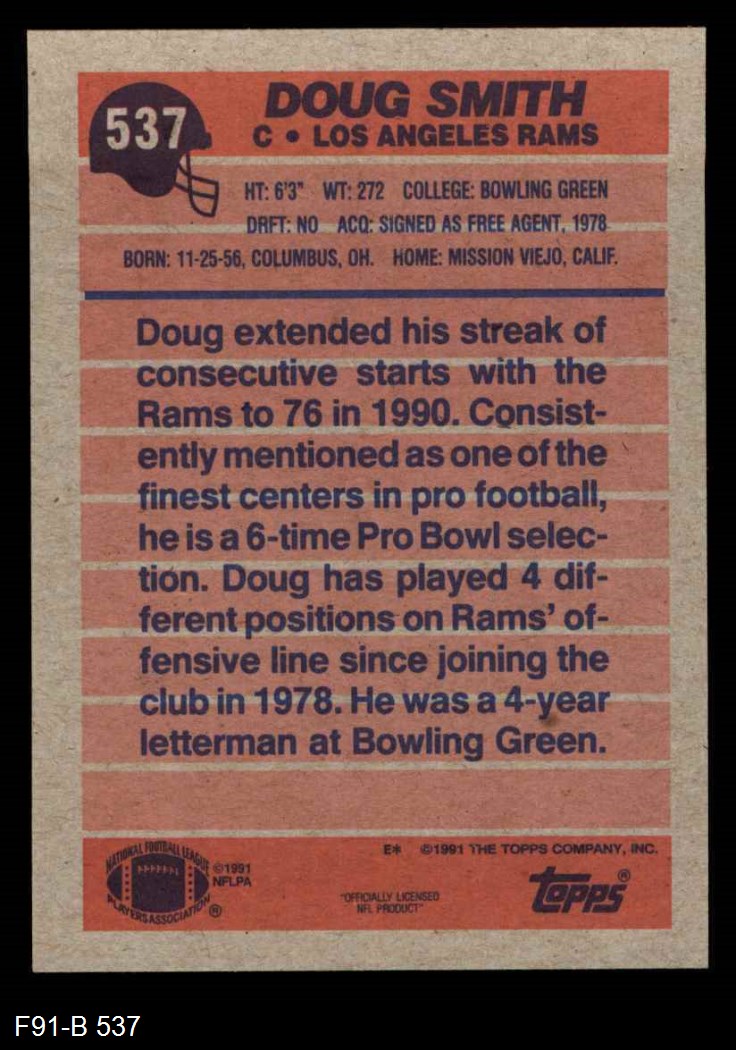 537
DOUG SMITH
C • LOS ANGELES RAMS
HT: 6'3" WT: 272 COLLEGE: BOWLING GREEN
DRFT: NO ACQ: SIGNED AS FREE AGENT, 1978
BORN: 11-25-56, COLUMBUS, OH. HOME: MISSION VIEJO, CALIF.
Doug extended his streak of
consecutive starts with the
Rams to 76 in 1990. Consist-
ently mentioned as one of the
finest centers in pro football,
he is a 6-time Pro Bowl selec-
tion. Doug has played 4 dif-
ferent positions on Rams' of-
fensive line since joining the
club in 1978. He was a 4-year
letterman at Bowling Green.
E* ©1991 THE TOPPS COMPANY, INC.
NATIONAL FOOTBALL LEAGUE
PLAYERS ASSOCIATION ®
©1991
NFLPA
"OFFICIALLY LICENSED
NFL PRODUCT"
Topps®
F91-B 537